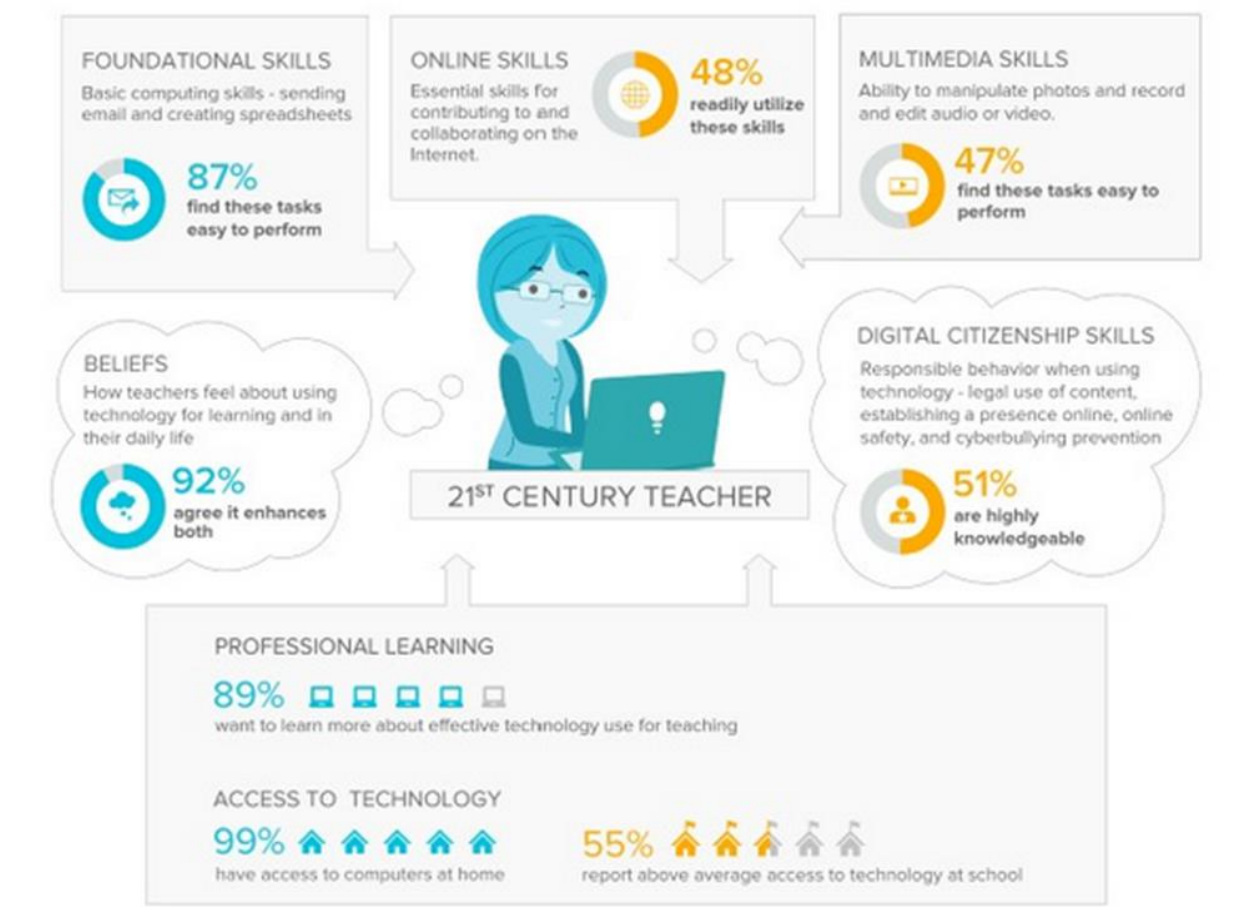 FOUNDATIONAL SKILLS
Basic computing skills - sending
email and creating spreadsheets
87%
find these tasks
easy to perform
ONLINE SKILLS
Essential skills for
contributing to and
collaborating on the
Internet.
48%
readily utilize
these skills
MULTIMEDIA SKILLS
Ability to manipulate photos and record
and edit audio or video.
47%
find these tasks easy to
perform
BELIEFS
How teachers feel about using
technology for learning and in
their daily life
92%
agree it enhances
both
DIGITAL CITIZENSHIP SKILLS
Responsible behavior when using
technology - legal use of content,
establishing a presence online, online
safety, and cyberbullying prevention
51%
are highly
knowledgeable
21ST CENTURY TEACHER
PROFESSIONAL LEARNING
89%
want to learn more about effective technology use for teaching
ACCESS TO TECHNOLOGY
99%
have access to computers at home
55%
report above average access to technology at school